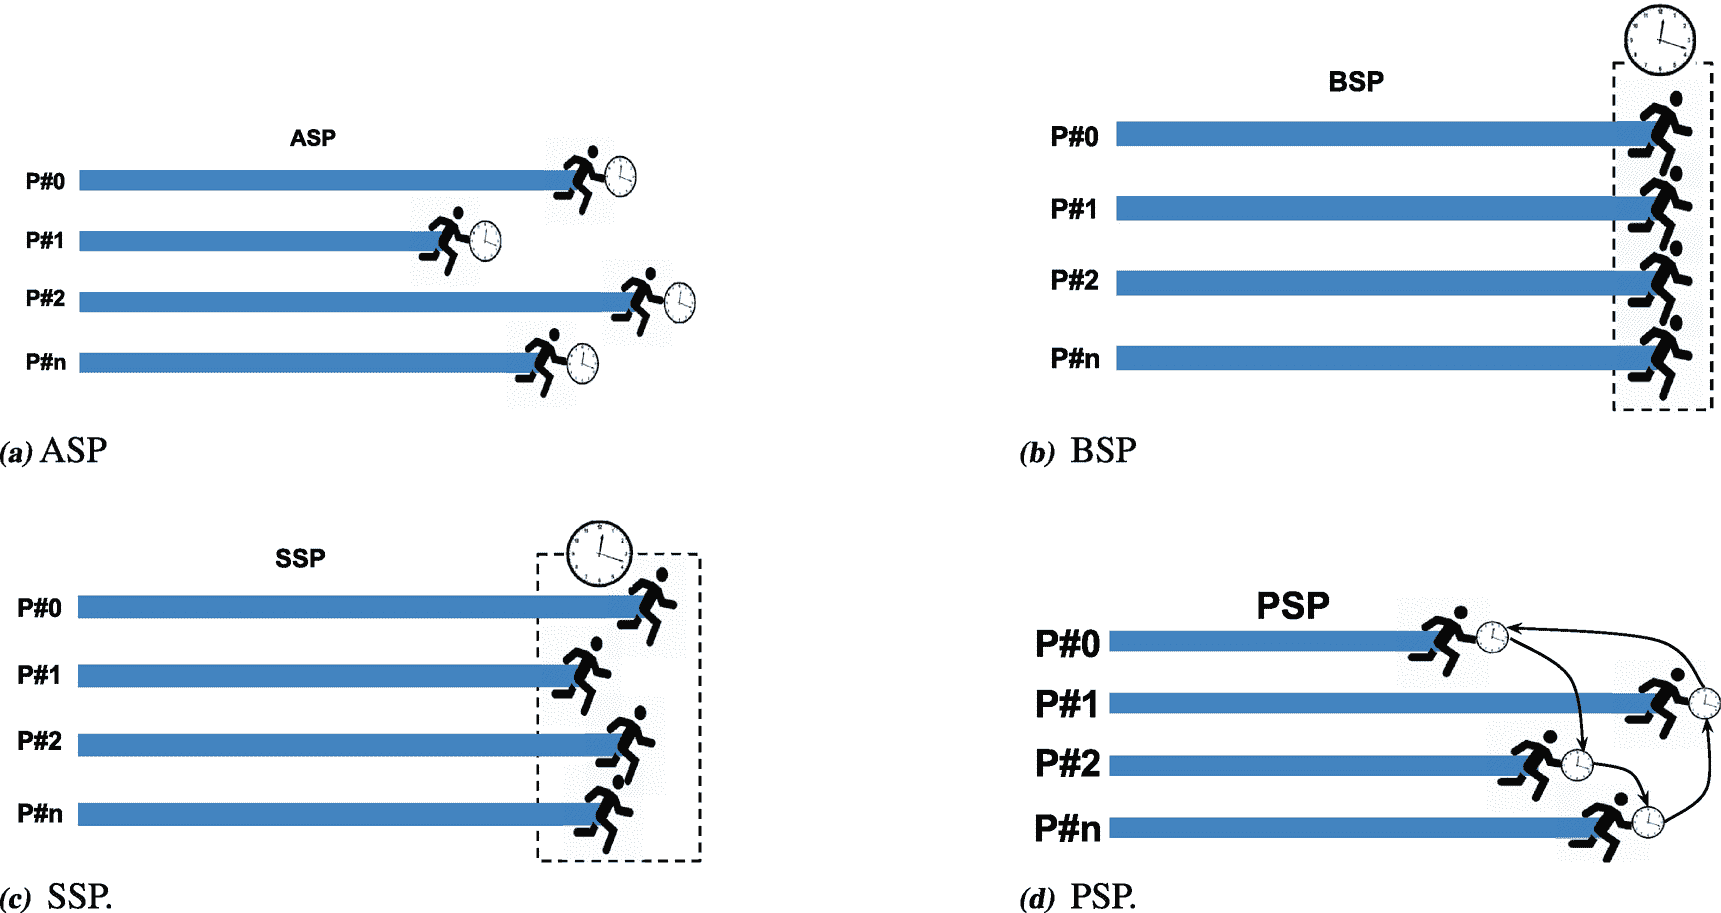 ASP
P#0
P#1
P#2
P#n
(a) ASP
BSP
P#0
P#1
P#2
P#n
(b) BSP
SSP
P#0
P#1
P#2
P#n
(c) SSP.
PSP
P#0
P#1
P#2
P#n
(d) PSP.